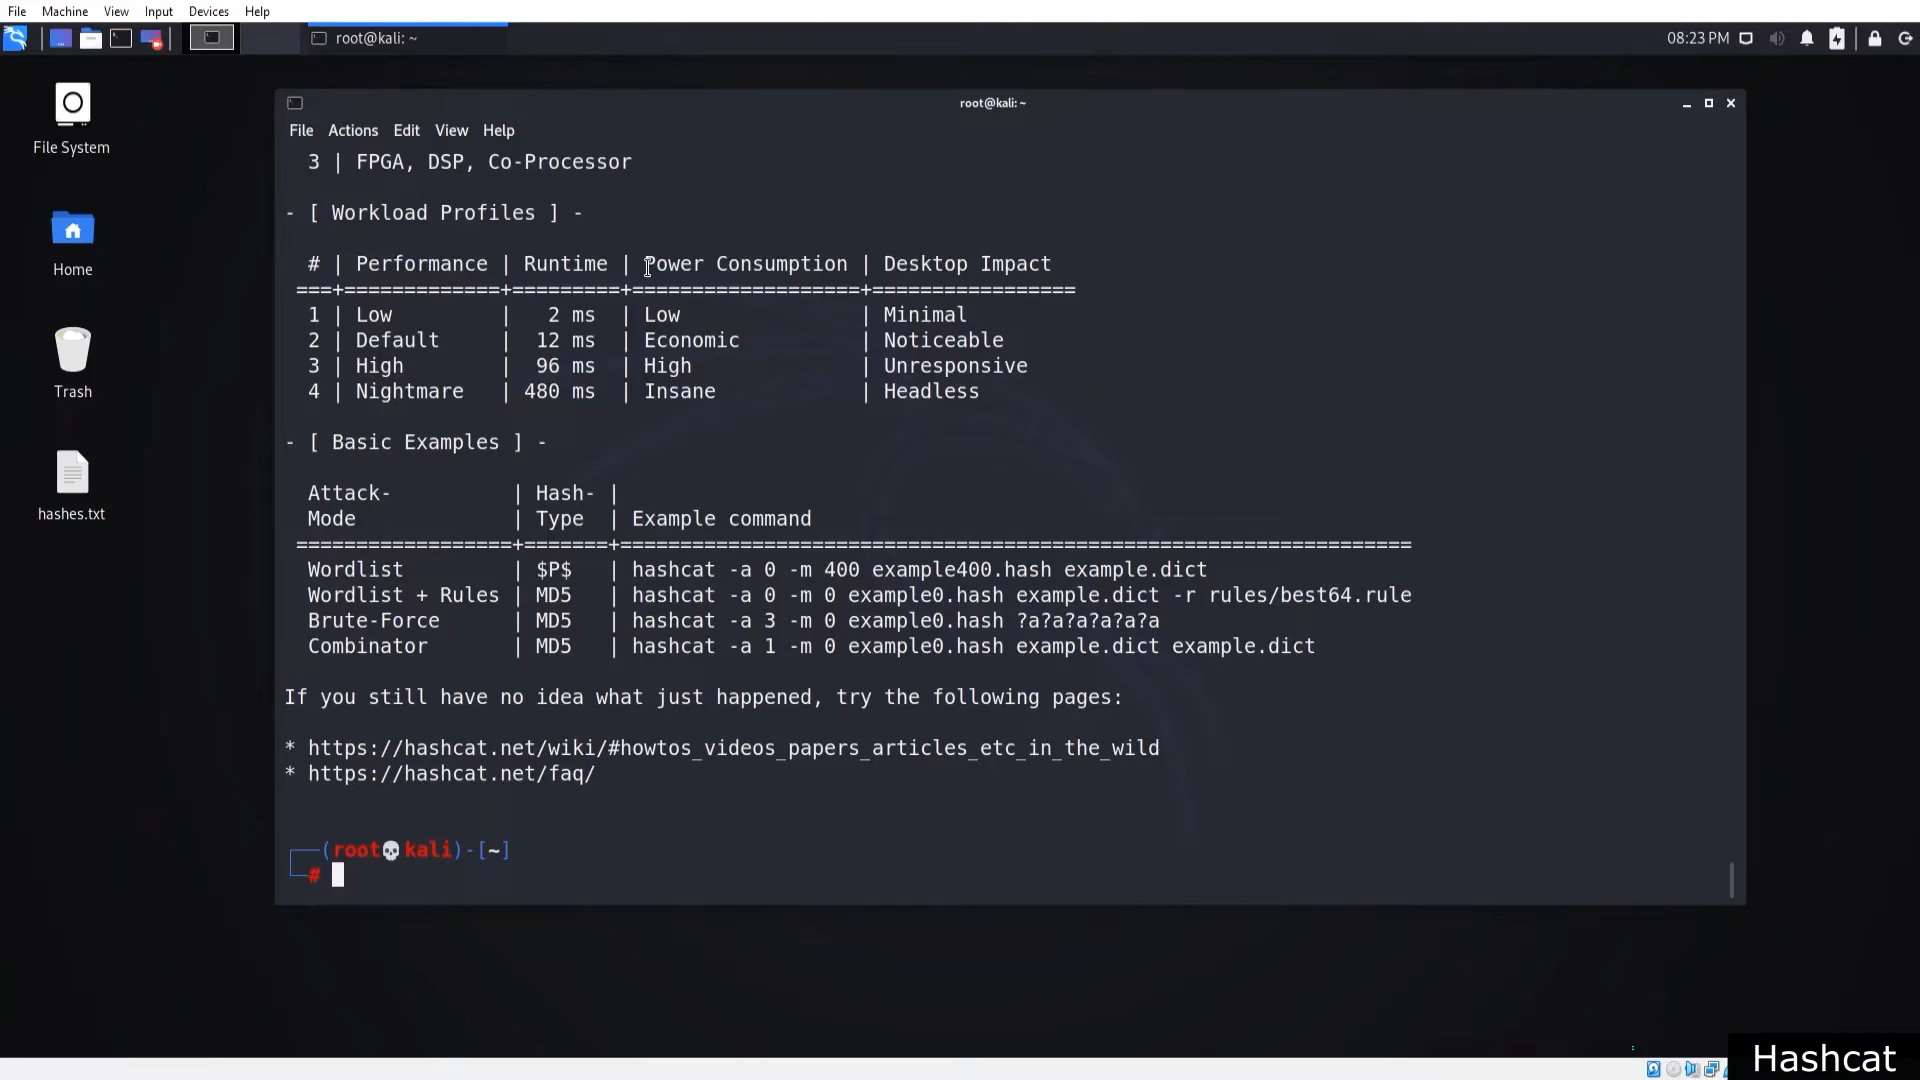 File Machine View Input Devices Help
root@kali: ~
08:23 PM
File System
Home
Trash
hashes.txt
root@kali: ~
File Actions Edit View Help
3 | FPGA, DSP, Co-Processor
- [ Workload Profiles ] -
# | Performance | Runtime | Power Consumption | Desktop Impact
===+=============+=========+===================+=================
1 | Low | 2 ms | Low | Minimal
2 | Default | 12 ms | Economic | Noticeable
3 | High | 96 ms | High | Unresponsive
4 | Nightmare | 480 ms | Insane | Headless
- [ Basic Examples ] -
Attack- | Hash- |
Mode | Type | Example command
==================+=======+==================================================================
Wordlist | $P$ | hashcat -a 0 -m 400 example400.hash example.dict
Wordlist + Rules | MD5 | hashcat -a 0 -m 0 example0.hash example.dict -r rules/best64.rule
Brute-Force | MD5 | hashcat -a 3 -m 0 example0.hash ?a?a?a?a?a?a
Combinator | MD5 | hashcat -a 1 -m 0 example0.hash example.dict example.dict
If you still have no idea what just happened, try the following pages:
* https://hashcat.net/wiki/#howtos_videos_papers_articles_etc_in_the_wild
* https://hashcat.net/faq/
(root💀kali)-[~]
#
Hashcat